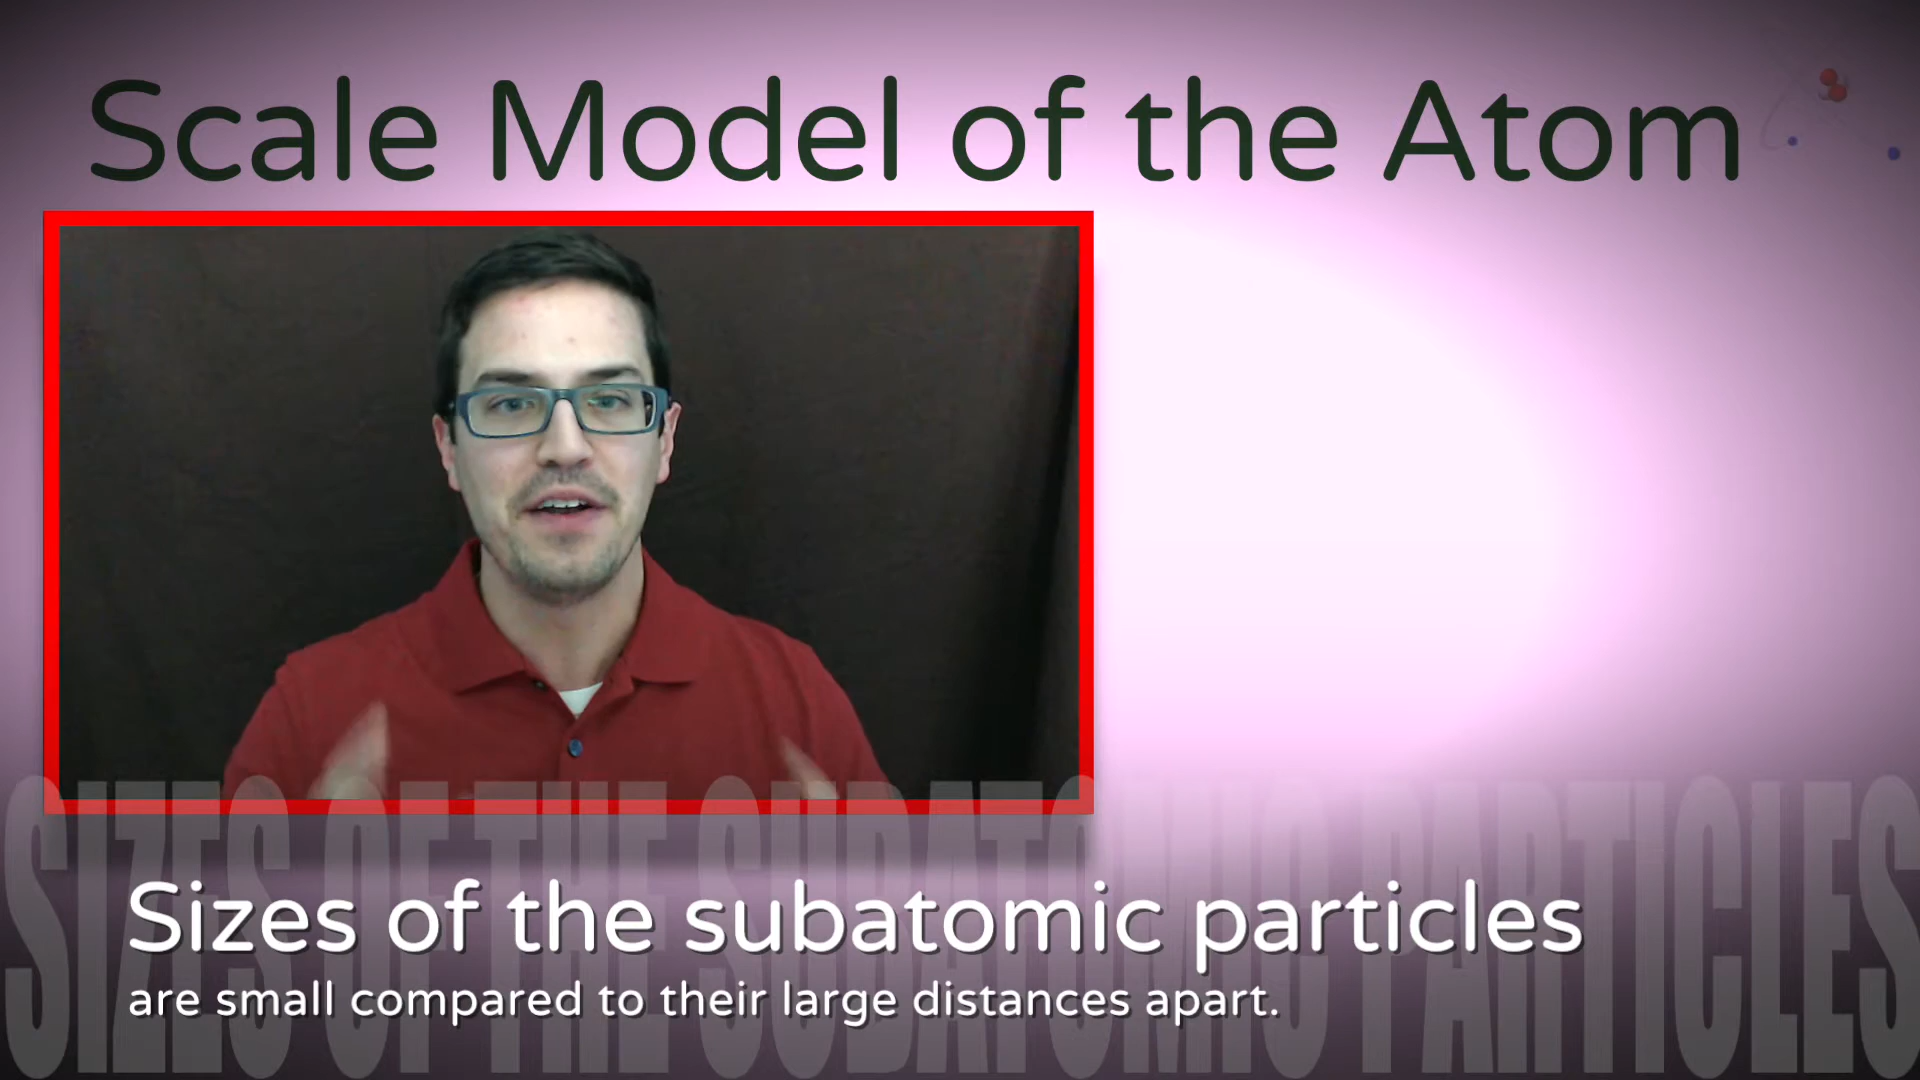 Scale Model of the Atom
SIZES OF THE SUBATOMIC PARTICLES
Sizes of the subatomic particles
are small compared to their large distances apart.